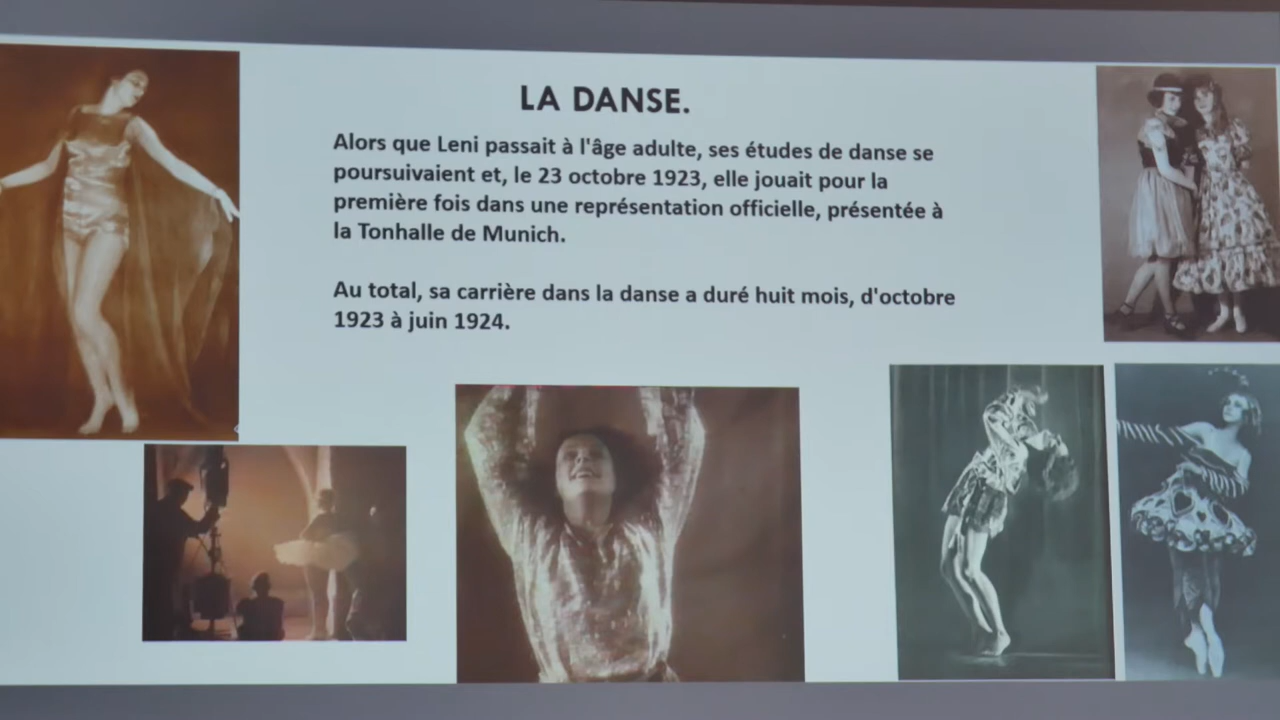 LA DANSE.
Alors que Leni passait à l'âge adulte, ses études de danse se
poursuivaient et, le 23 octobre 1923, elle jouait pour la
première fois dans une représentation officielle, présentée à
la Tonhalle de Munich.
Au total, sa carrière dans la danse a duré huit mois, d'octobre
1923 à juin 1924.